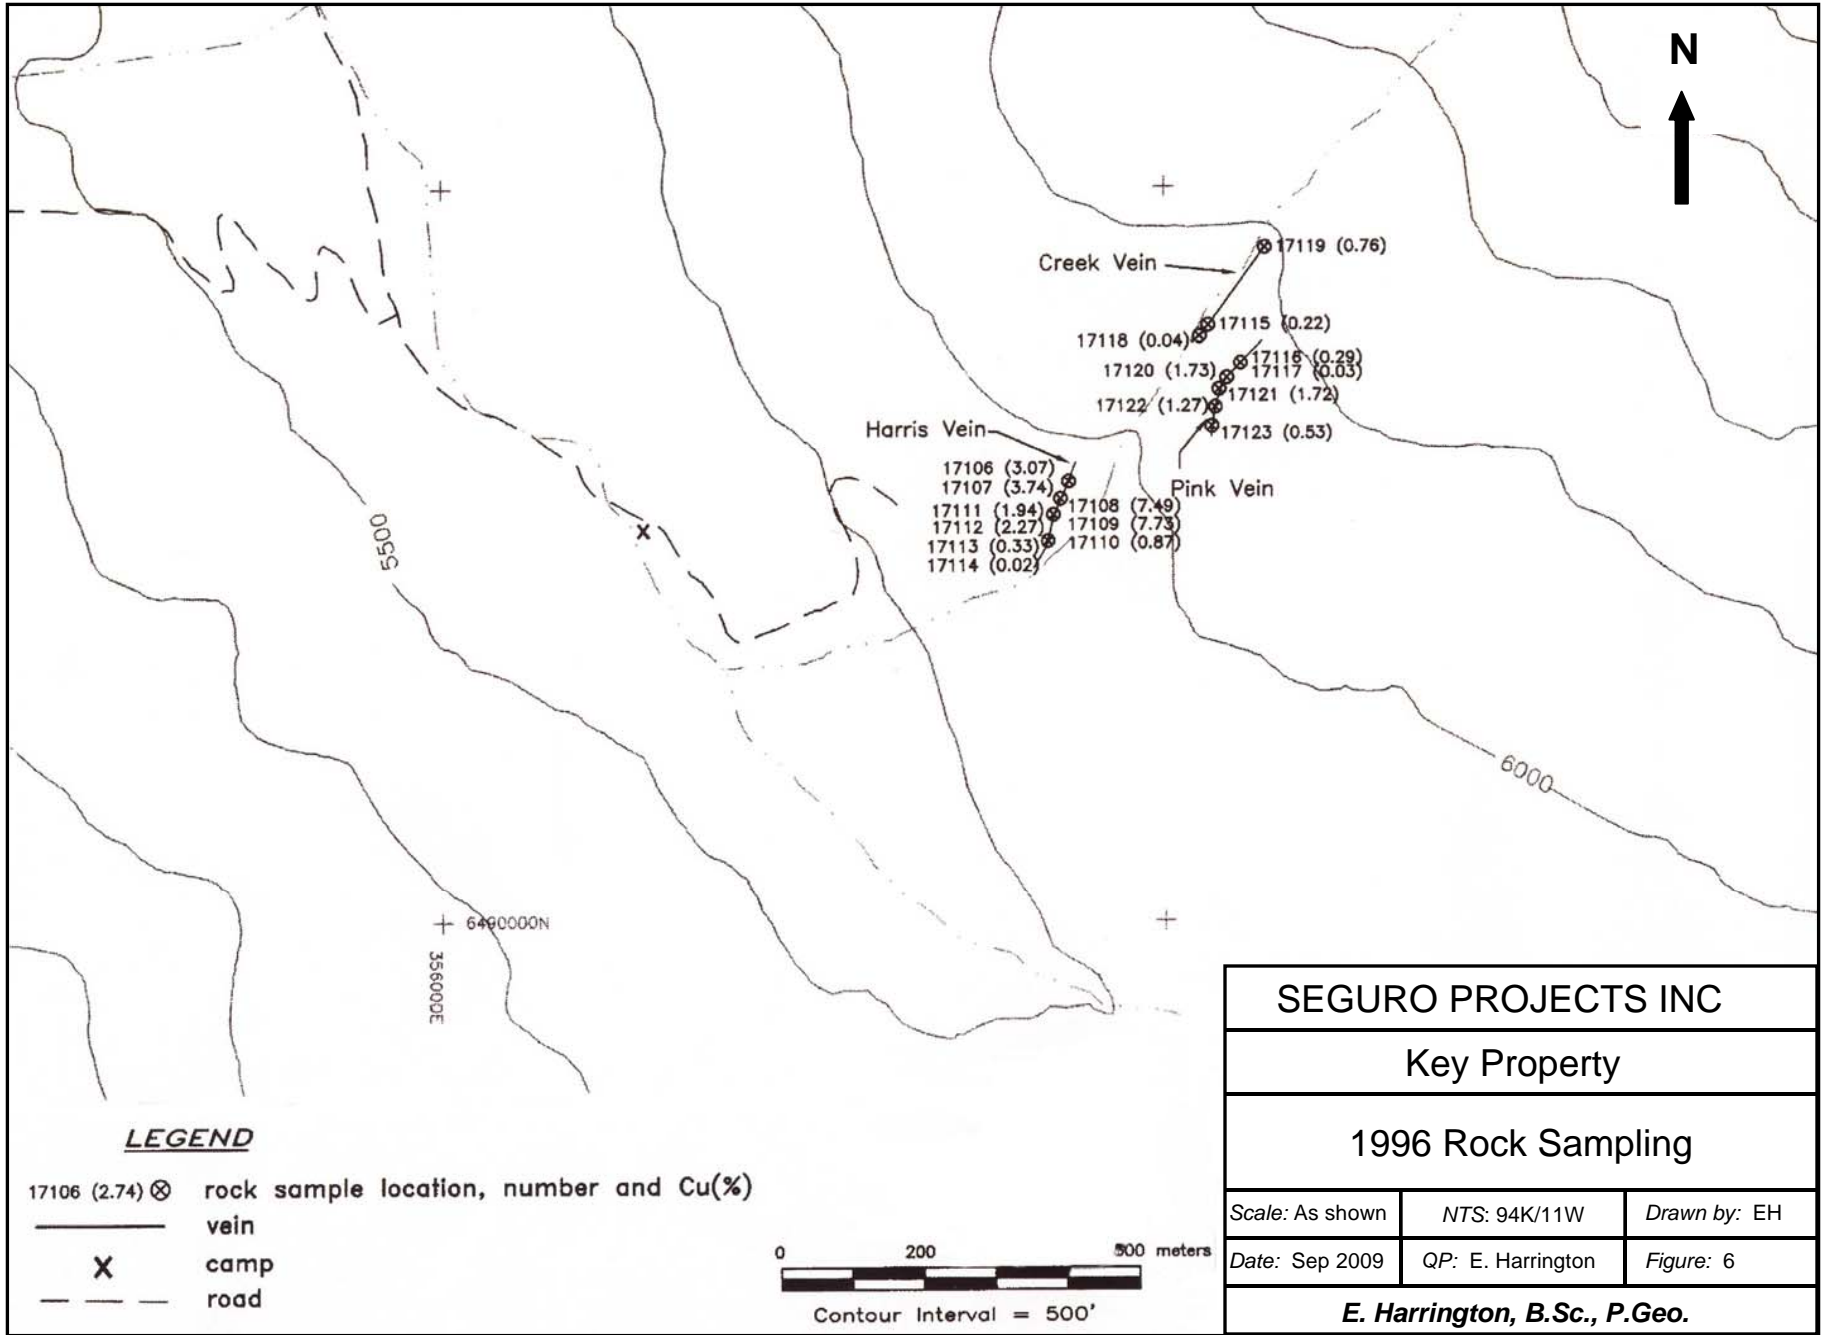 N
Creek Vein
17119 (0.76)
17115 (0.22)
17118 (0.04)
17116 (0.29)
17120 (1.73)
17117 (0.03)
17121 (1.72)
17122 (1.27)
17123 (0.53)
Harris Vein
Pink Vein
17106 (3.07)
17107 (3.74)
17108 (7.49)
17111 (1.94)
17109 (7.73)
17112 (2.27)
17110 (0.87)
17113 (0.33)
17114 (0.02)
5500
6000
6490000N
356000E
SEGURO PROJECTS INC
Key Property
1996 Rock Sampling
Scale: As shown
NTS: 94K/11W
Drawn by: EH
Date: Sep 2009
QP: E. Harrington
Figure: 6
E. Harrington, B.Sc., P.Geo.
LEGEND
17106 (2.74) ⊗ rock sample location, number and Cu(%)
vein
X camp
road
0 200 meters
Contour Interval = 500'